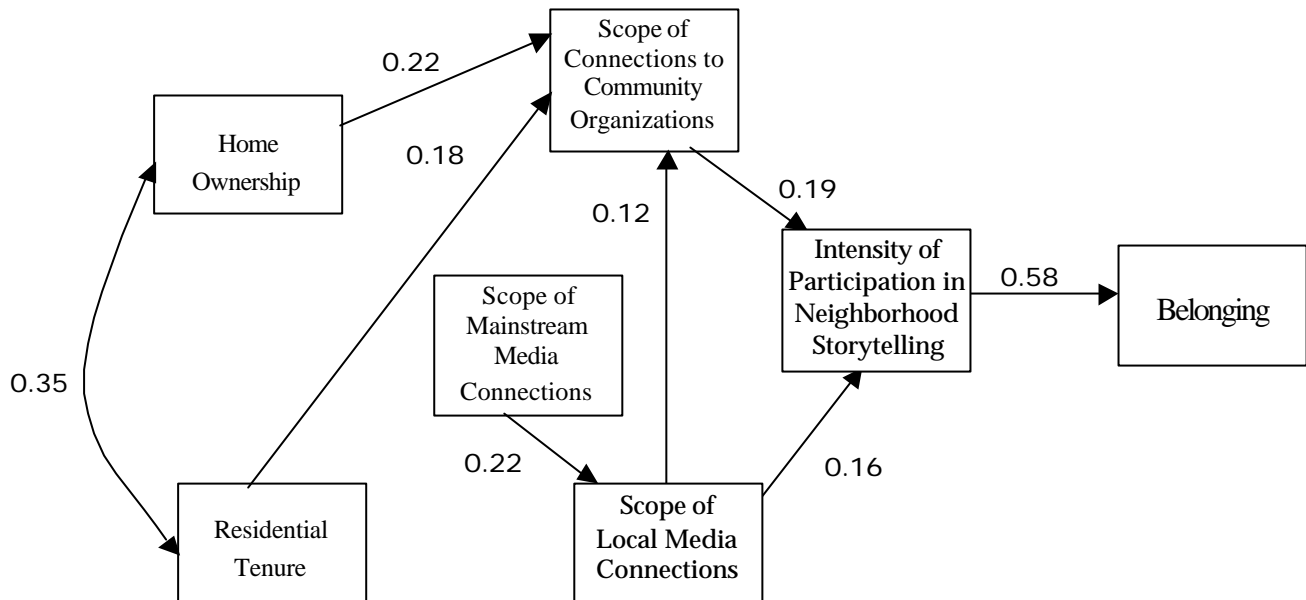 Scope of
Connections to
Community
Organizations
0.22
Home
Ownership
0.18
0.12
0.19
Intensity of
Participation in
Neighborhood
Storytelling
0.58
Belonging
Scope of
Mainstream
Media
Connections
0.35
0.22
0.16
Residential
Tenure
Scope of
Local Media
Connections